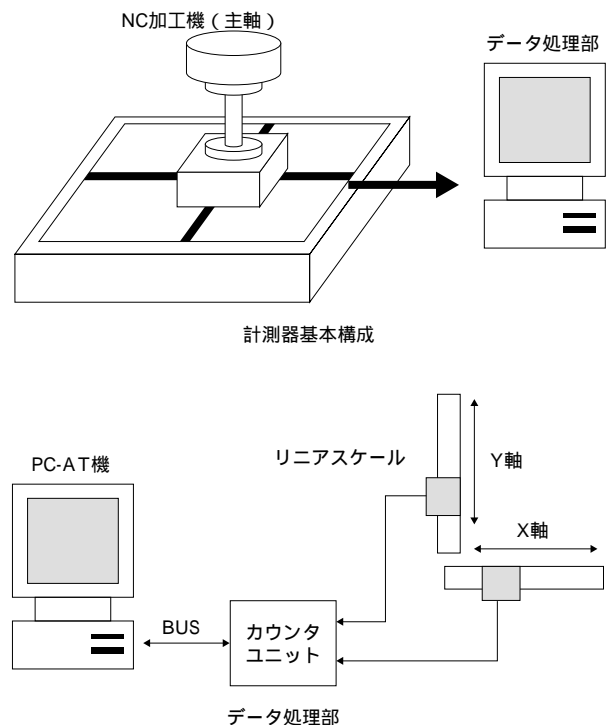 NC加工機（主軸）
データ処理部
計測器基本構成
PC-AT機
リニアスケール
Y軸
X軸
BUS
カウンタ
ユニット
データ処理部